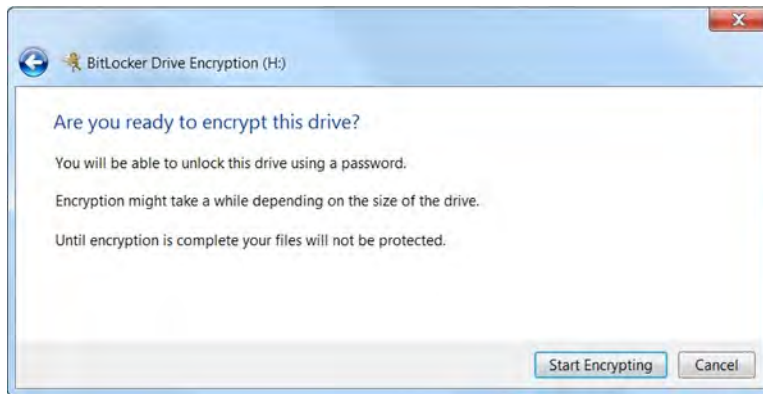 BitLocker Drive Encryption (H:)
Are you ready to encrypt this drive?
You will be able to unlock this drive using a password.
Encryption might take a while depending on the size of the drive.
Until encryption is complete your files will not be protected.
Start Encrypting Cancel